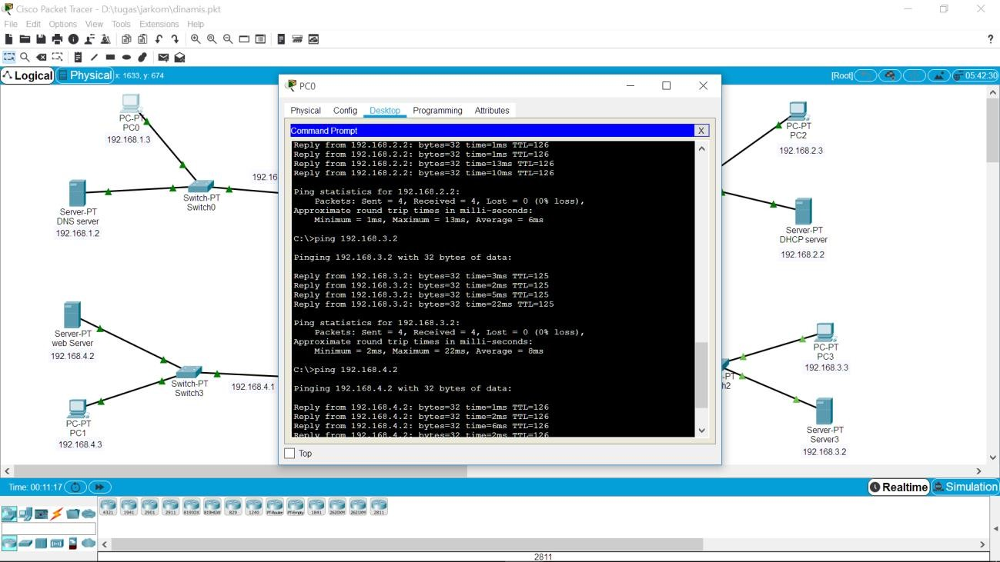 Cisco Packet Tracer - D:\tugas\jarkom\dinamis.pkt
File Edit Options View Tools Extensions Help
?
Logical Physical x: 1633, y: 674
[Root] 05:42:30
PC-PT
PC0
192.168.1.3
Server-PT
DNS server
192.168.1.2
Switch-PT
Switch0
192.16
Server-PT
web Server
192.168.4.2
Switch-PT
Switch3
192.168.4.1
PC-PT
PC1
192.168.4.3
PC0
Physical Config Desktop Programming Attributes
Command Prompt X
Reply from 192.168.2.2: bytes=32 time=1ms TTL=126
Reply from 192.168.2.2: bytes=32 time=1ms TTL=126
Reply from 192.168.2.2: bytes=32 time=13ms TTL=126
Reply from 192.168.2.2: bytes=32 time=10ms TTL=126
Ping statistics for 192.168.2.2:
Packets: Sent = 4, Received = 4, Lost = 0 (0% loss),
Approximate round trip times in milli-seconds:
Minimum = 1ms, Maximum = 13ms, Average = 6ms
C:\>ping 192.168.3.2
Pinging 192.168.3.2 with 32 bytes of data:
Reply from 192.168.3.2: bytes=32 time=3ms TTL=125
Reply from 192.168.3.2: bytes=32 time=2ms TTL=125
Reply from 192.168.3.2: bytes=32 time=5ms TTL=125
Reply from 192.168.3.2: bytes=32 time=22ms TTL=125
Ping statistics for 192.168.3.2:
Packets: Sent = 4, Received = 4, Lost = 0 (0% loss),
Approximate round trip times in milli-seconds:
Minimum = 2ms, Maximum = 22ms, Average = 8ms
C:\>ping 192.168.4.2
Pinging 192.168.4.2 with 32 bytes of data:
Reply from 192.168.4.2: bytes=32 time=1ms TTL=126
Reply from 192.168.4.2: bytes=32 time=2ms TTL=126
Reply from 192.168.4.2: bytes=32 time=6ms TTL=126
Reply from 192.168.4.2: bytes=32 time=2ms TTL=126
Top
PC-PT
PC2
192.168.2.3
Server-PT
DHCP server
192.168.2.2
PC-PT
PC3
192.168.3.3
-PT
h2
Server-PT
Server3
192.168.3.2
Time: 00:11:17
Realtime Simulation
4321 1941 2901 2911 819IOX 819HGW 829 1240 PT-Router PT-Empty 1841 2620XM 2621XM 2811
2811